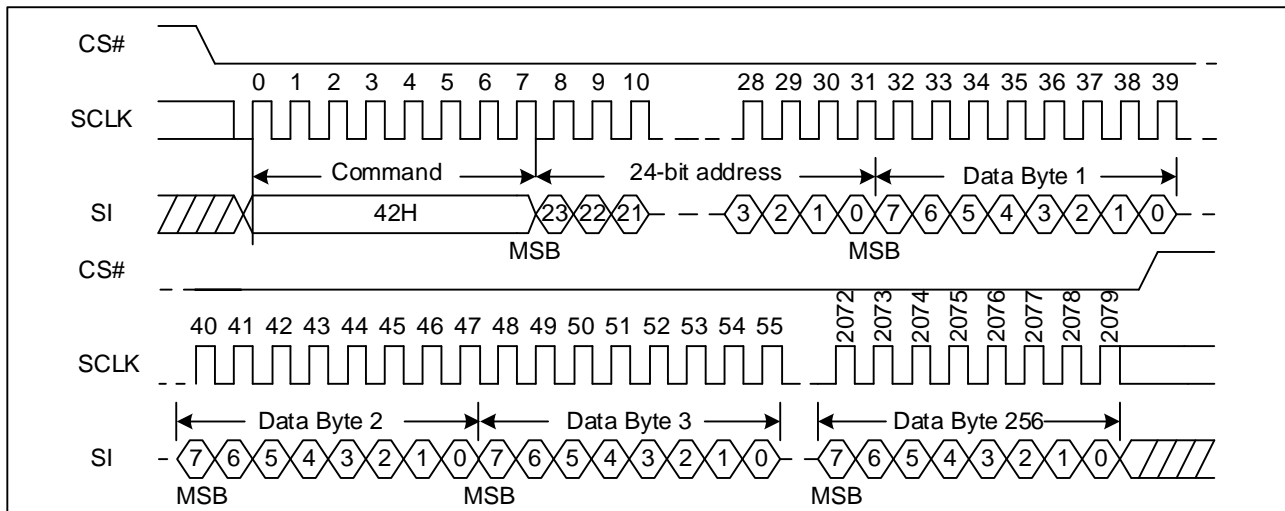 CS#
0 1 2 3 4 5 6 7 8 9 10 28 29 30 31 32 33 34 35 36 37 38 39
SCLK
Command 24-bit address Data Byte 1
SI 42H 23 22 21 3 2 1 0 7 6 5 4 3 2 1 0
MSB MSB
CS#
40 41 42 43 44 45 46 47 48 49 50 51 52 53 54 55 2072 2073 2074 2075 2076 2077 2078 2079
SCLK
Data Byte 2 Data Byte 3 Data Byte 256
SI 7 6 5 4 3 2 1 0 7 6 5 4 3 2 1 0 7 6 5 4 3 2 1 0
MSB MSB MSB